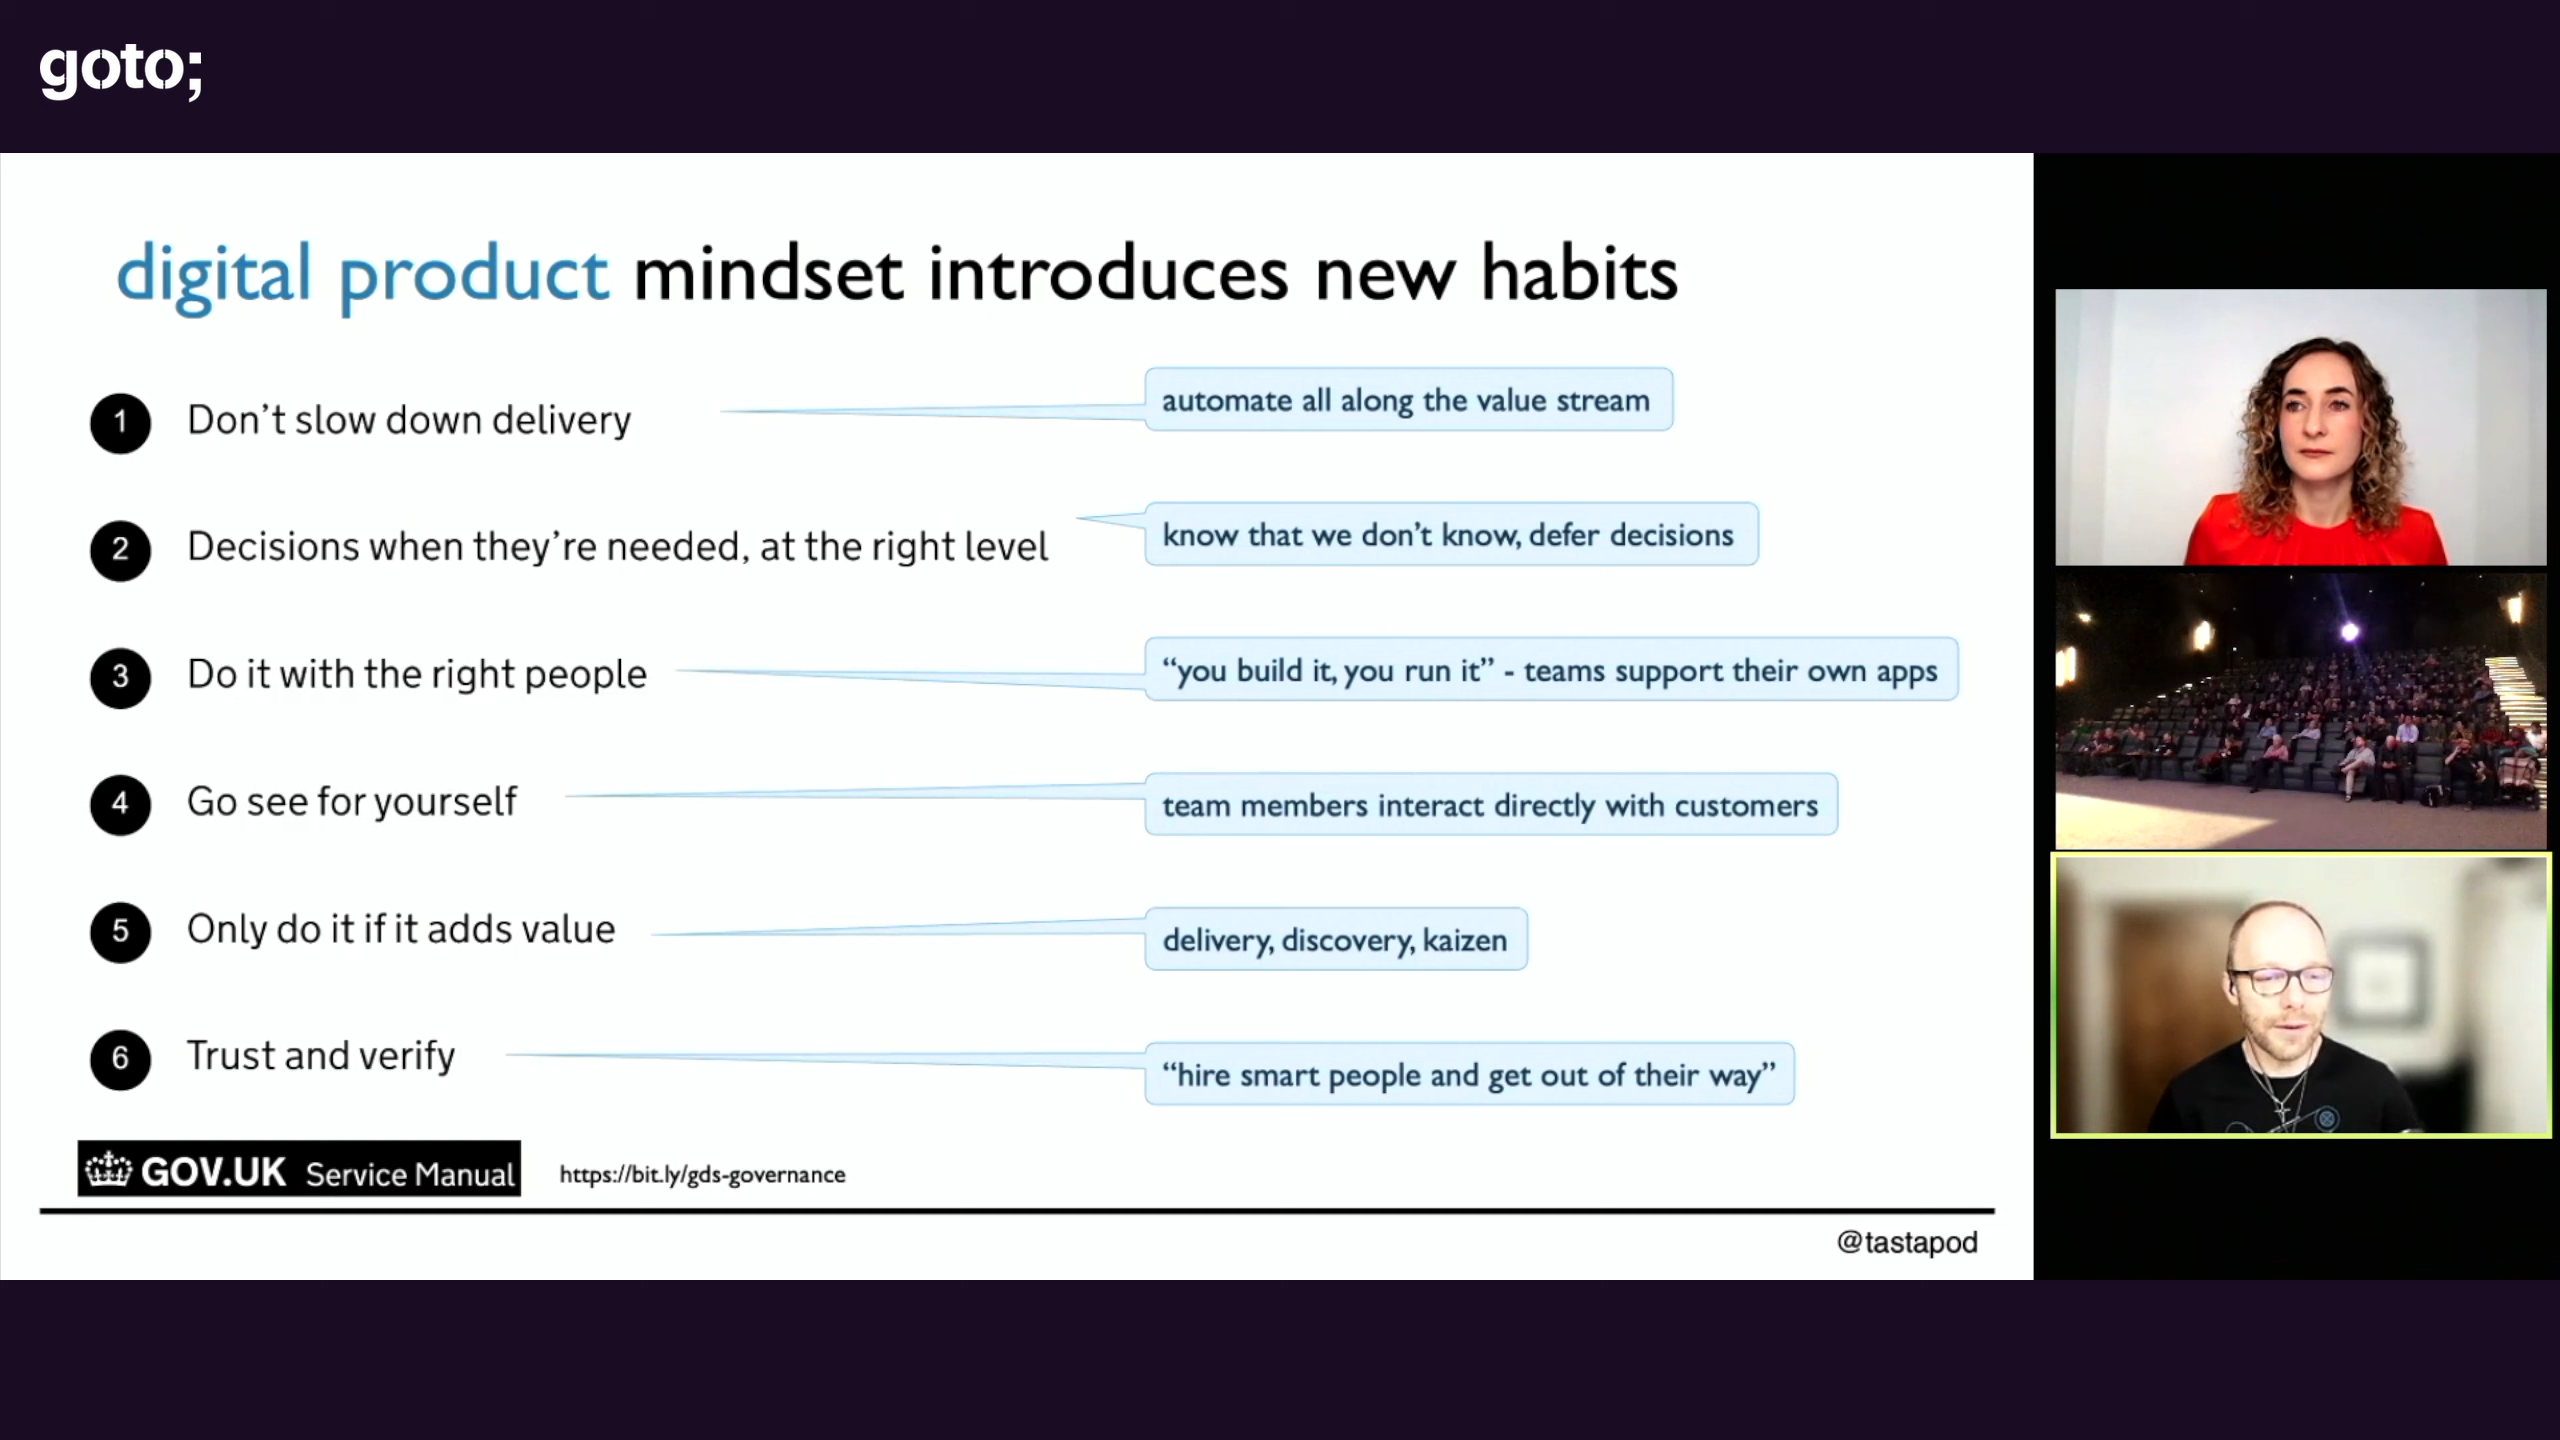 goto;
digital product mindset introduces new habits
1 Don’t slow down delivery
automate all along the value stream
2 Decisions when they’re needed, at the right level
know that we don’t know, defer decisions
3 Do it with the right people
“you build it, you run it” - teams support their own apps
4 Go see for yourself
team members interact directly with customers
5 Only do it if it adds value
delivery, discovery, kaizen
6 Trust and verify
“hire smart people and get out of their way”
GOV.UK Service Manual
https://bit.ly/gds-governance
@tastapod